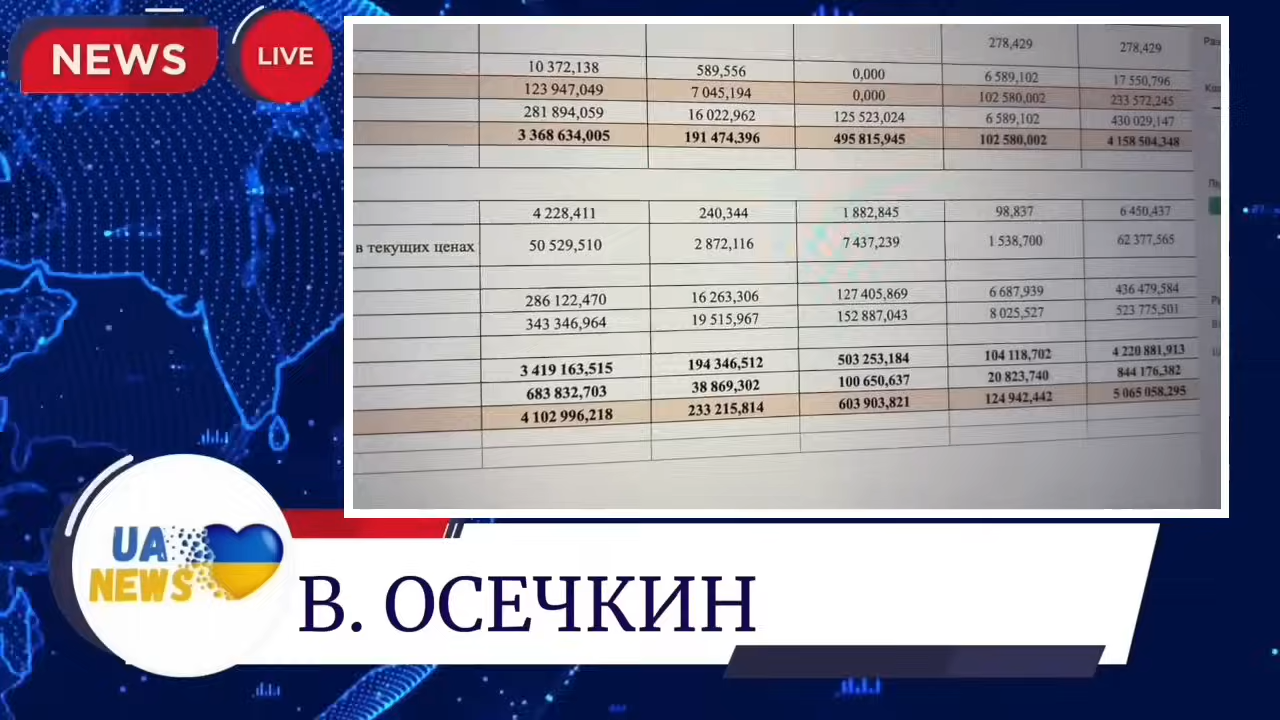 NEWS
LIVE
278,429 278,429
10 372,138 589,556 0,000 6 589,102 17 550,796
123 947,049 7 045,194 0,000 102 580,002 233 572,245
281 894,059 16 022,962 125 523,024 6 589,102 430 029,147
3 368 634,005 191 474,396 495 815,945 102 580,002 4 158 504,348
4 228,411 240,344 1 882,845 98,837 6 450,437
в текущих ценах 50 529,510 2 872,116 7 437,239 1 538,700 62 377,565
286 122,470 16 263,306 127 405,869 6 687,939 436 479,584
343 346,964 19 515,967 152 887,043 8 025,527 523 775,501
3 419 163,515 194 346,512 503 253,184 104 118,702 4 220 881,913
683 832,703 38 869,302 100 650,637 20 823,740 844 176,382
4 102 996,218 233 215,814 603 903,821 124 942,442 5 065 058,295
UA
NEWS
В. ОСЕЧКИН